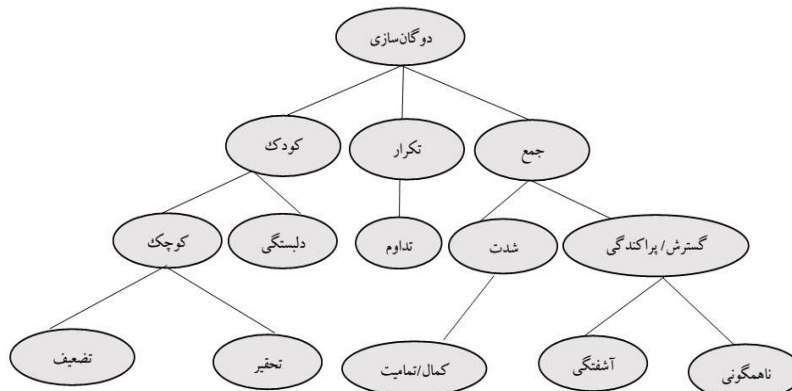 دوگان‌سازی
جمع
تکرار
کودک
گسترش/ پراکندگی
شدت
تداوم
دلبستگی
کوچک
ناهمگونی
آشفتگی
کمال/تمامیت
تحقیر
تضعیف